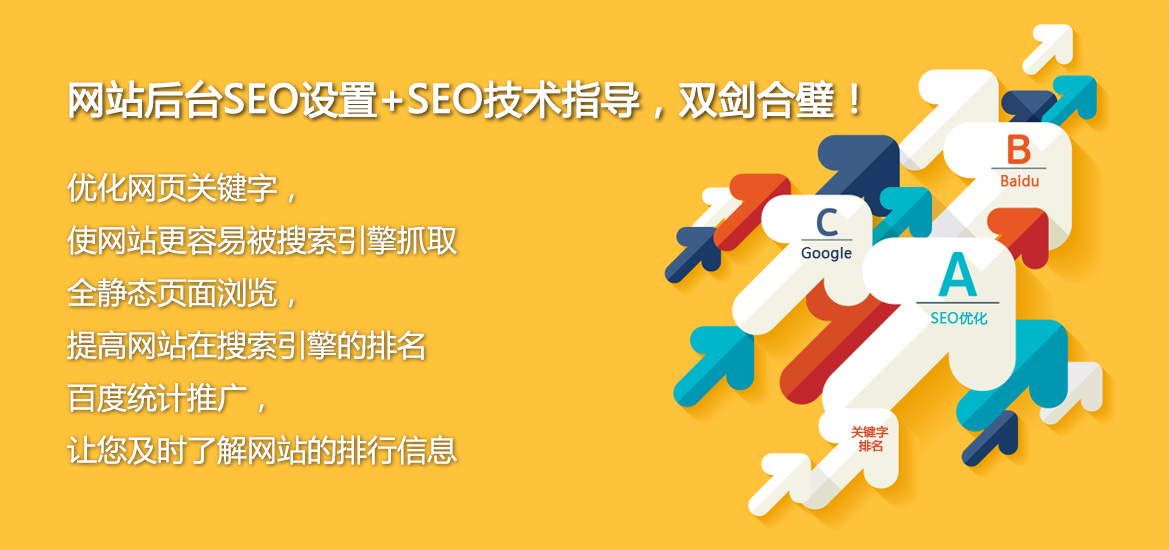 网站后台SEO设置+SEO技术指导，双剑合璧！
优化网页关键字，
使网站更容易被搜索引擎抓取
全静态页面浏览，
提高网站在搜索引擎的排名
百度统计推广，
让您及时了解网站的排行信息
B
Baidu
C
Google
A
SEO优化
关键字
排名